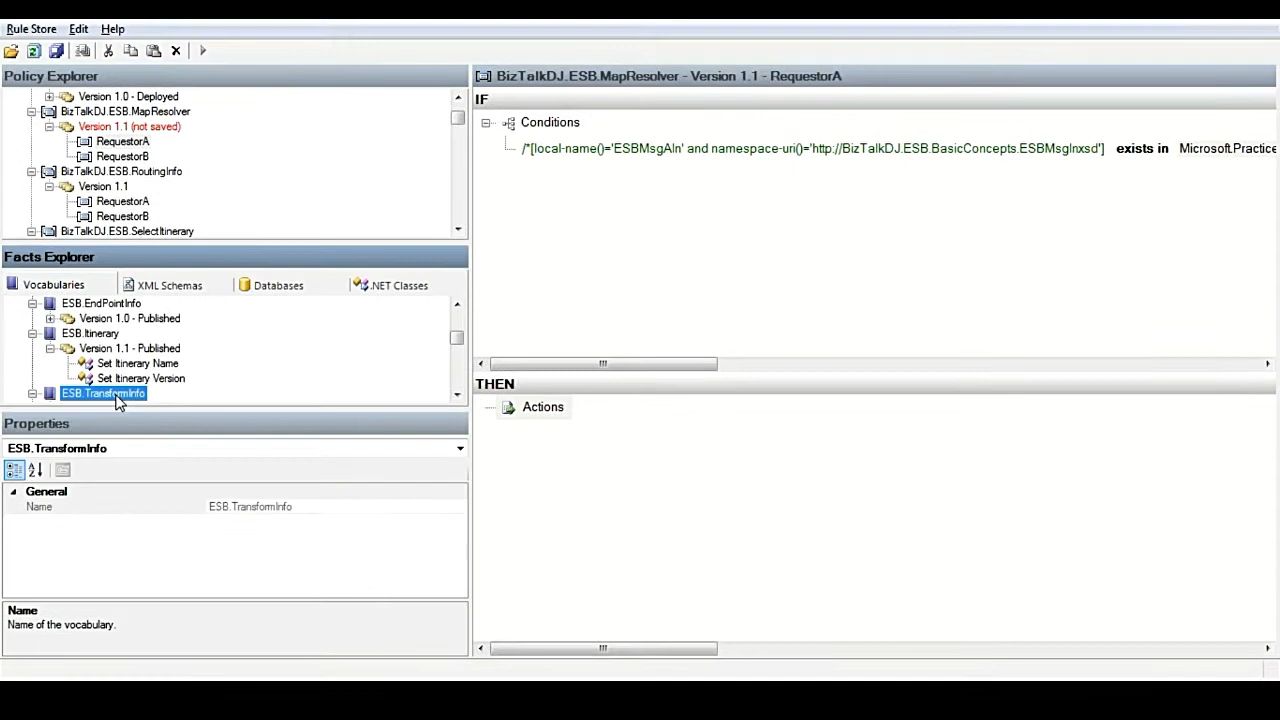 Rule Store Edit Help
Policy Explorer
Version 1.0 - Deployed
BizTalkDJ.ESB.MapResolver
Version 1.1 (not saved)
RequestorA
RequestorB
BizTalkDJ.ESB.RoutingInfo
Version 1.1
RequestorA
RequestorB
BizTalkDJ.ESB.SelectItinerary
Facts Explorer
Vocabularies XML Schemas Databases .NET Classes
ESB.EndPointInfo
Version 1.0 - Published
ESB.Itinerary
Version 1.1 - Published
Set Itinerary Name
Set Itinerary Version
ESB.TransformInfo
Properties
ESB.TransformInfo
General
Name ESB.TransformInfo
Name
Name of the vocabulary.
BizTalkDJ.ESB.MapResolver - Version 1.1 - RequestorA
IF
Conditions
/*[local-name()='ESBMsgAIn' and namespace-uri()='http://BizTalkDJ.ESB.BasicConcepts.ESBMsgInxsd'] exists in Microsoft.Practice
THEN
Actions